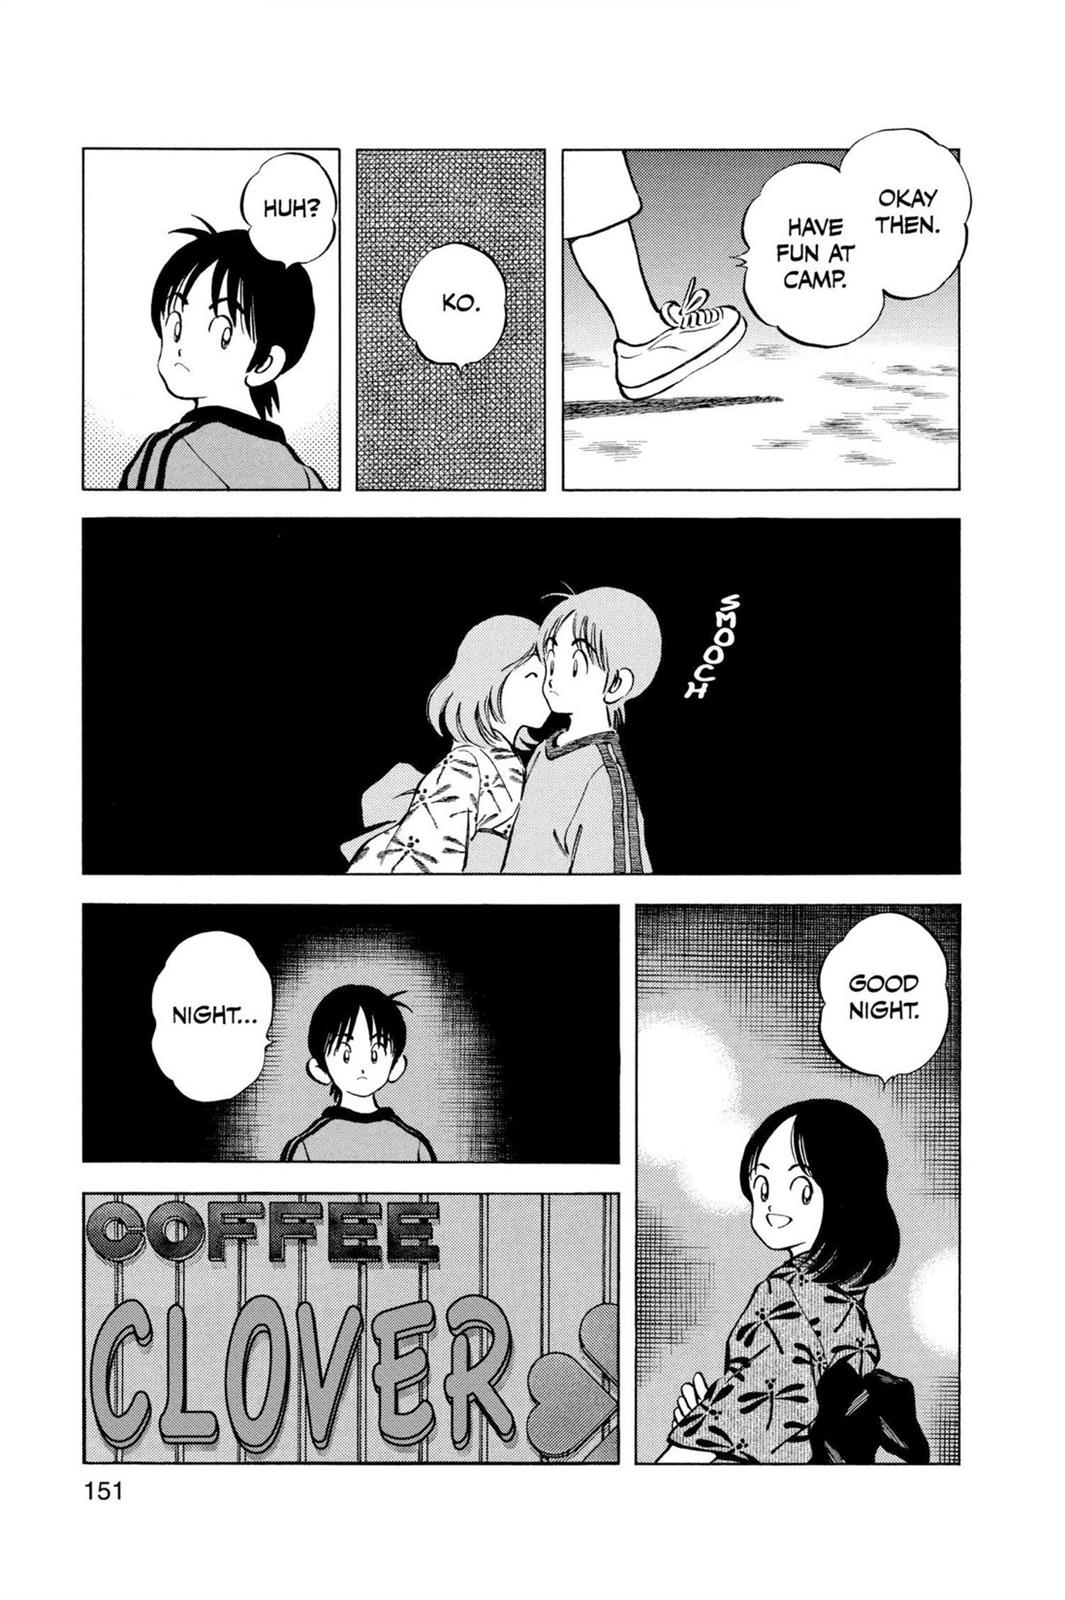 OKAY
THEN.
HAVE
FUN AT
CAMP.
KO.
HUH?
SMOOCH
GOOD
NIGHT.
NIGHT...
COFFEE
CLOVER
151